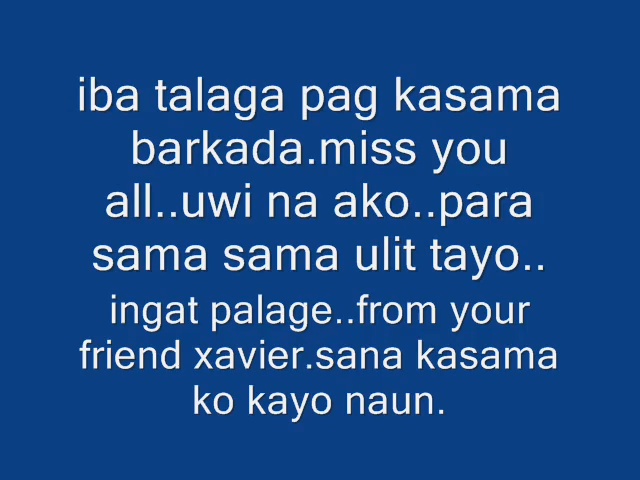 iba talaga pag kasama
barkada.miss you
all..uwi na ako..para
sama sama ulit tayo..
ingat palage..from your
friend xavier.sana kasama
ko kayo naun.